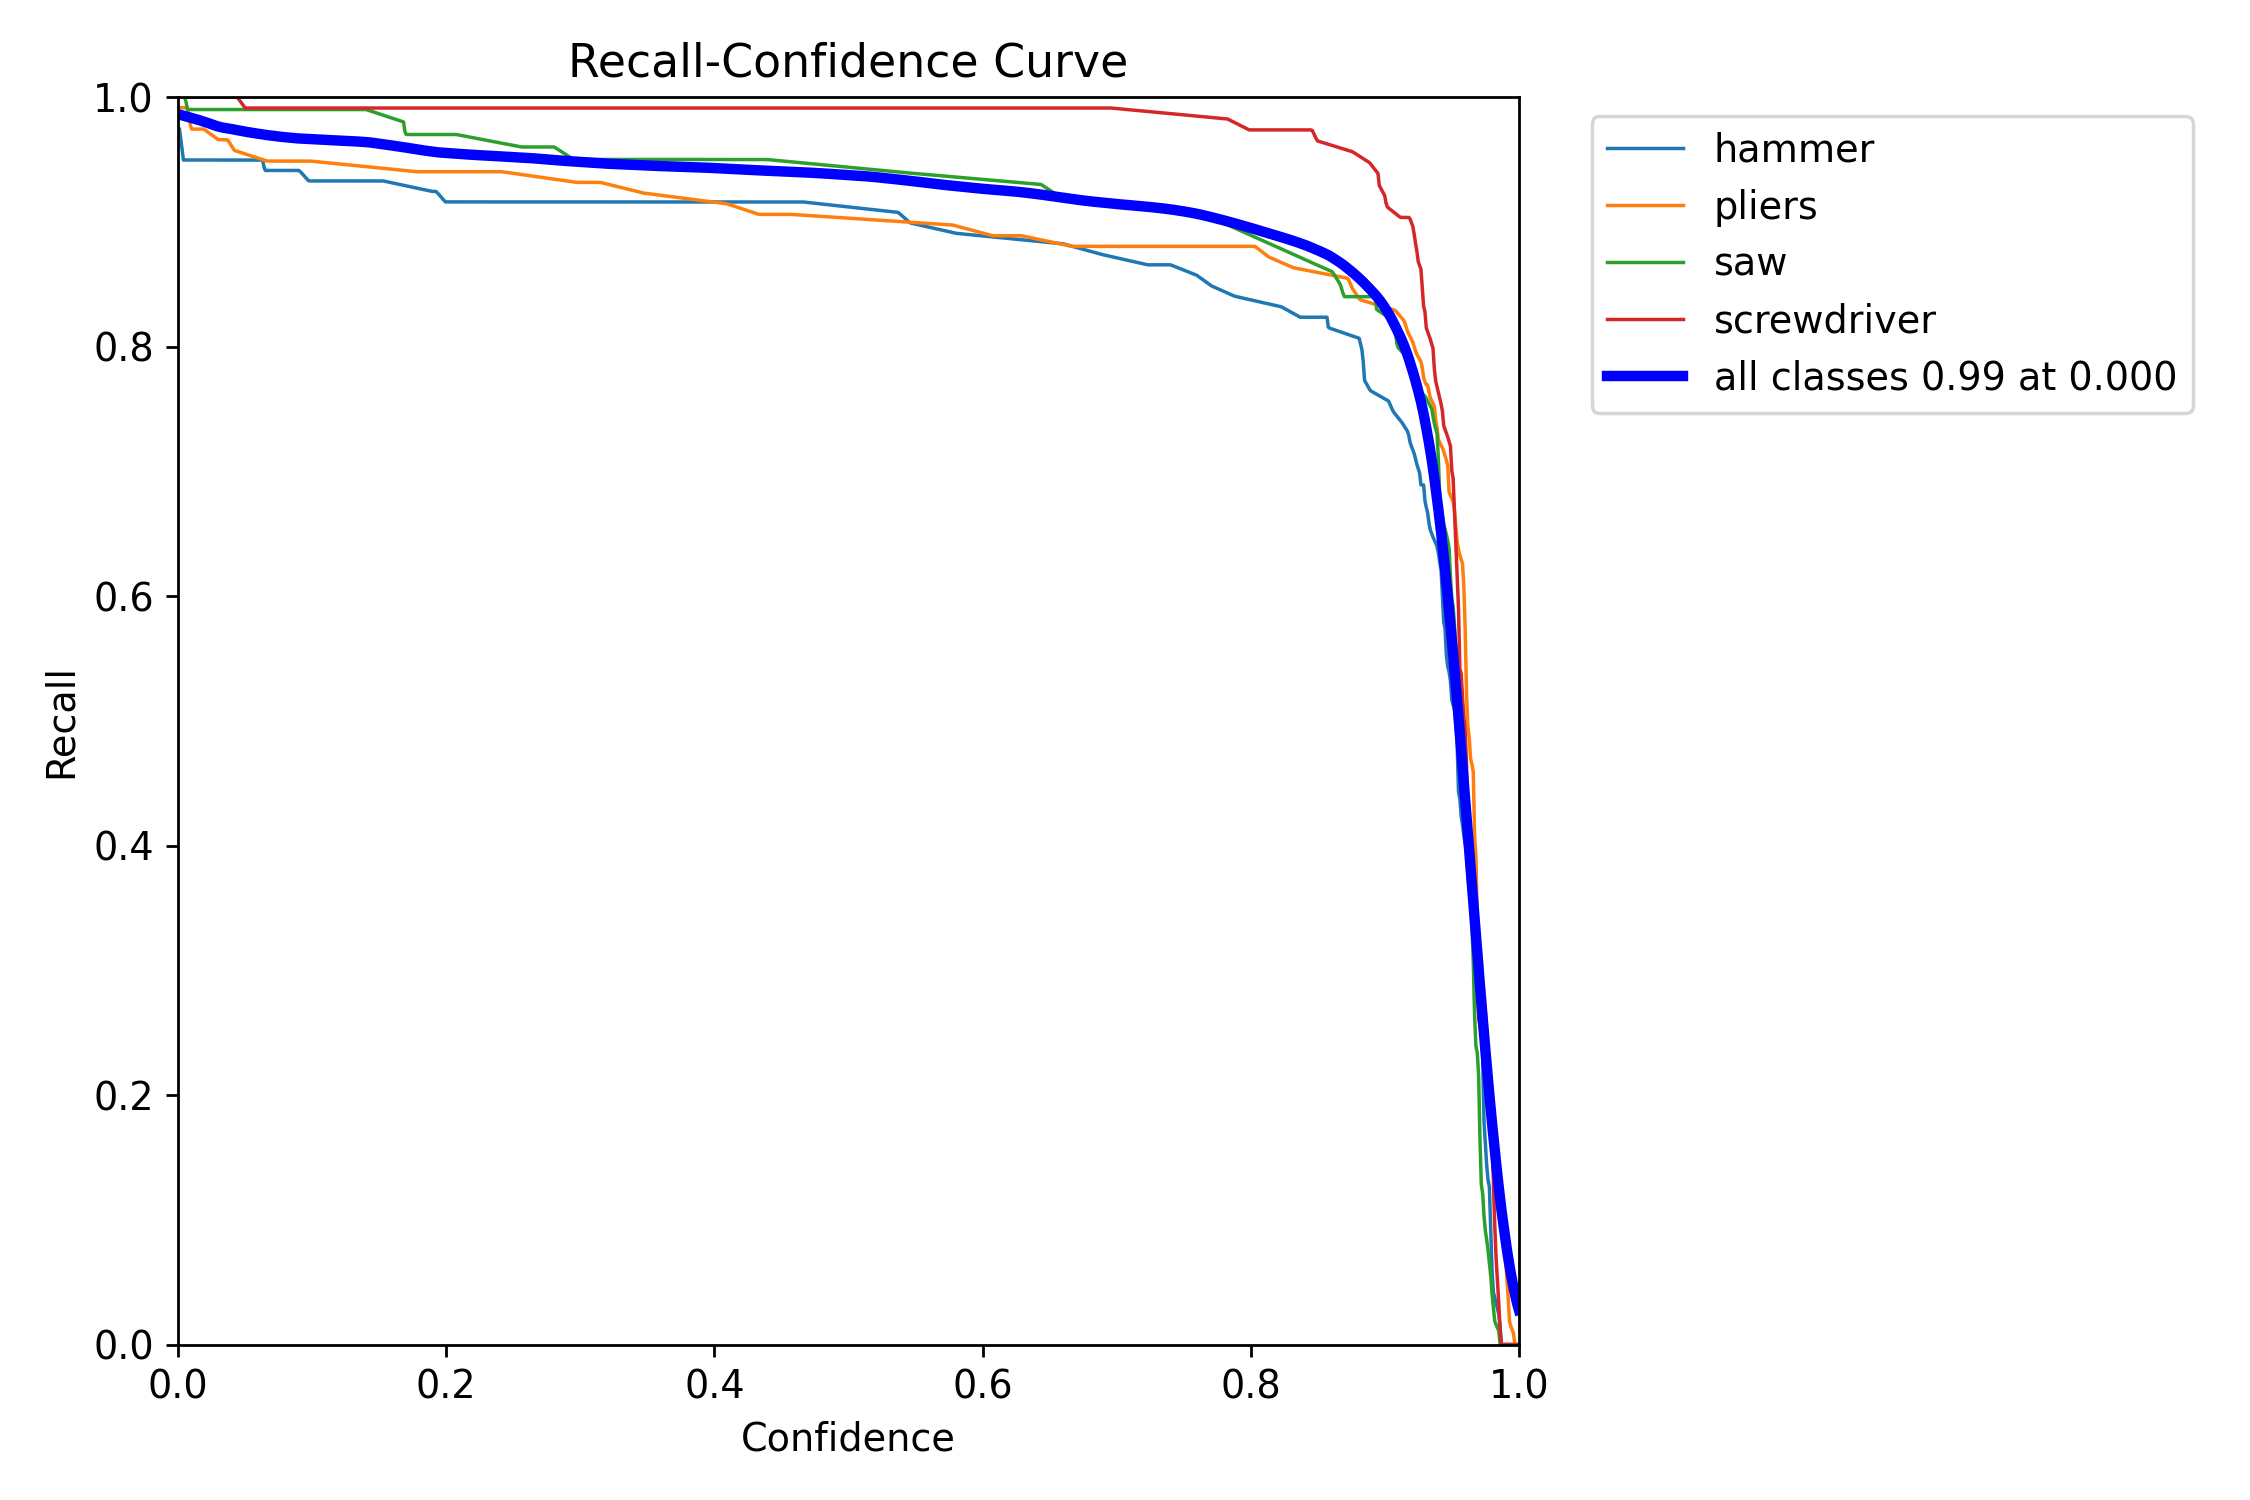 Recall-Confidence Curve
1.0
0.8
0.6
0.4
0.2
0.0
Recall
0.0 0.2 0.4 0.6 0.8 1.0
Confidence
hammer
pliers
saw
screwdriver
all classes 0.99 at 0.000